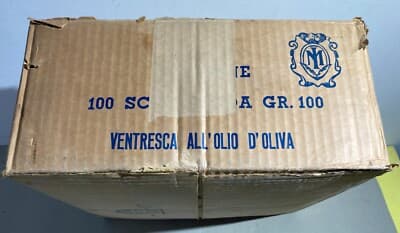 NE
100 SC DA GR. 100
VENTRESCA ALL'OLIO D'OLIVA